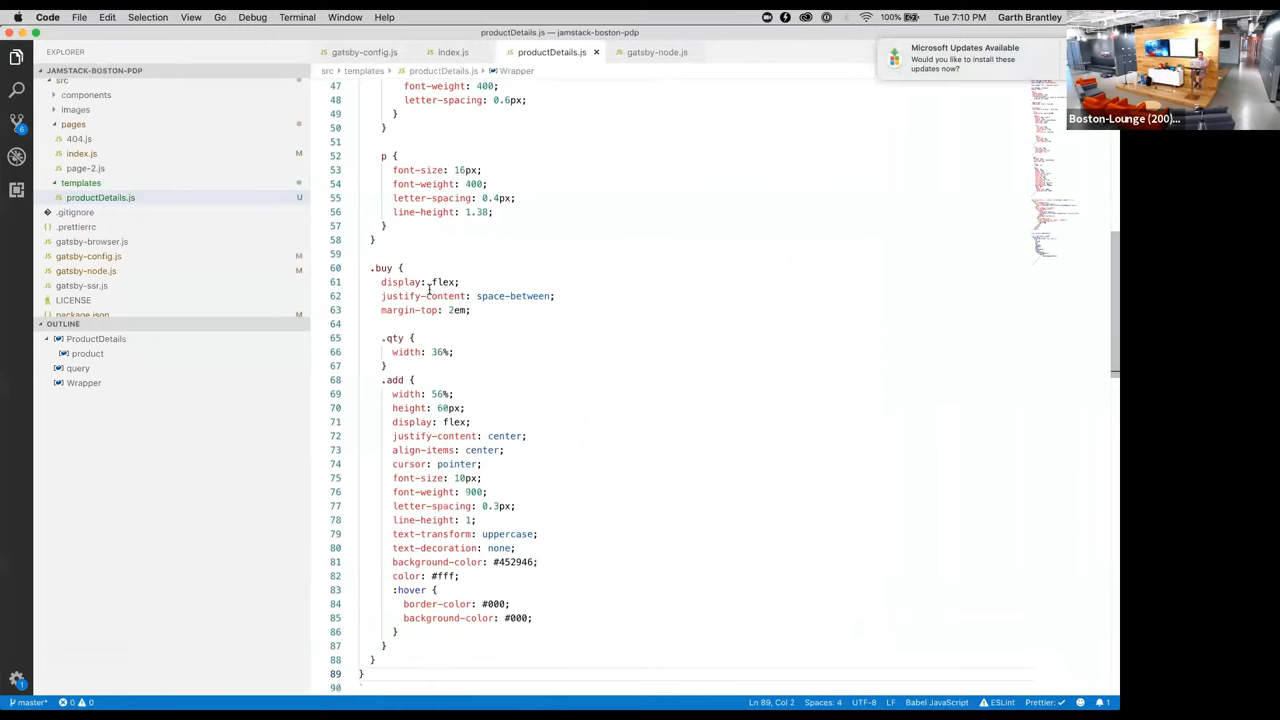 Code File Edit Selection View Go Debug Terminal Window Help
100% Tue 7:10 PM Garth Brantley
productDetails.js — jamstack-boston-pdp
EXPLORER
gatsby-config.js
index.js
productDetails.js
gatsby-node.js
JAMSTACK-BOSTON-PDP
src › templates › productDetails.js › Wrapper
src
components
images
pages
404.js
index.js M
page-2.js
templates
productDetails.js U
.gitignore
.prettierrc
gatsby-browser.js
gatsby-config.js M
gatsby-node.js M
gatsby-ssr.js
LICENSE
package.json
OUTLINE
ProductDetails
product
query
Wrapper
47 font-weight: 400;
48 letter-spacing: 0.6px;
49 }
50 }
51
52 p {
53 font-size: 16px;
54 font-weight: 400;
55 letter-spacing: 0.4px;
56 line-height: 1.38;
57 }
58 }
59
60 .buy {
61 display: flex;
62 justify-content: space-between;
63 margin-top: 2em;
64
65 .qty {
66 width: 36%;
67 }
68 .add {
69 width: 56%;
70 height: 60px;
71 display: flex;
72 justify-content: center;
73 align-items: center;
74 cursor: pointer;
75 font-size: 10px;
76 font-weight: 900;
77 letter-spacing: 0.3px;
78 line-height: 1;
79 text-transform: uppercase;
80 text-decoration: none;
81 background-color: #452946;
82 color: #fff;
83 :hover {
84 border-color: #000;
85 background-color: #000;
86 }
87 }
88 }
89 }
90 `
Microsoft Updates Available
Would you like to install these
updates now?
Boston-Lounge (200)...
6
1
master* 0 0
Ln 89, Col 2 Spaces: 4 UTF-8 LF Babel JavaScript ESLint Prettier: ✓ 1